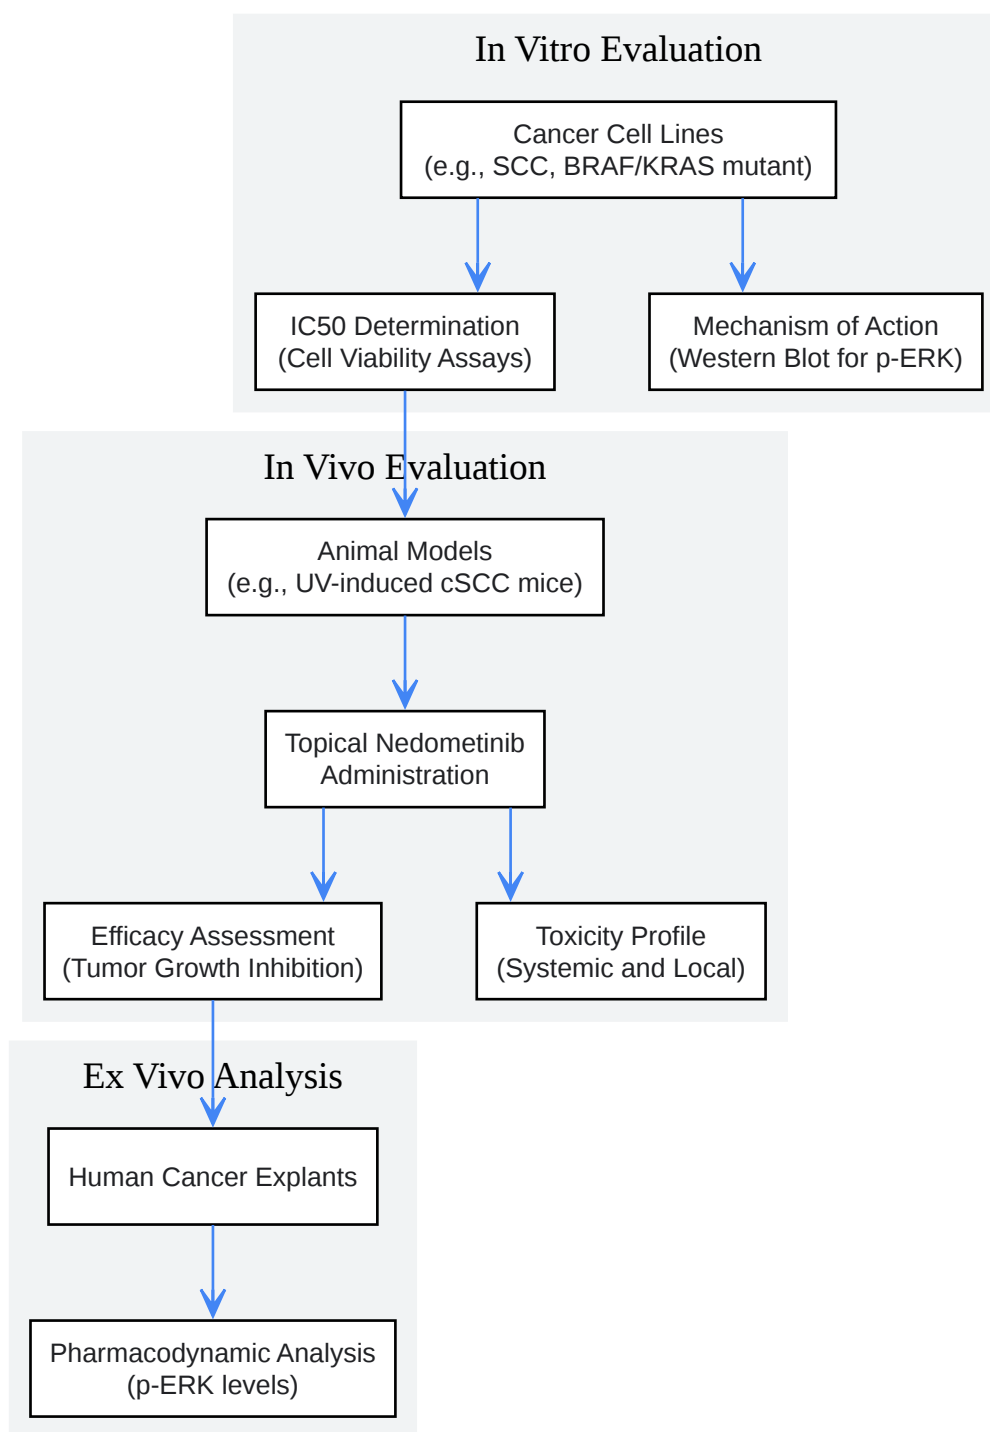 In Vitro Evaluation
Cancer Cell Lines
(e.g., SCC, BRAF/KRAS mutant)
IC50 Determination
(Cell Viability Assays)
Mechanism of Action
(Western Blot for p-ERK)
In Vivo Evaluation
Animal Models
(e.g., UV-induced cSCC mice)
Topical Nedometinib
Administration
Efficacy Assessment
(Tumor Growth Inhibition)
Toxicity Profile
(Systemic and Local)
Ex Vivo Analysis
Human Cancer Explants
Pharmacodynamic Analysis
(p-ERK levels)